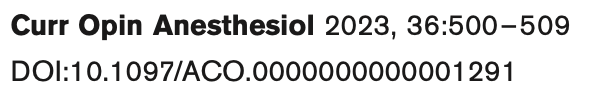 Curr Opin Anesthesiol 2023, 36:500–509
DOI:10.1097/ACO.0000000000001291